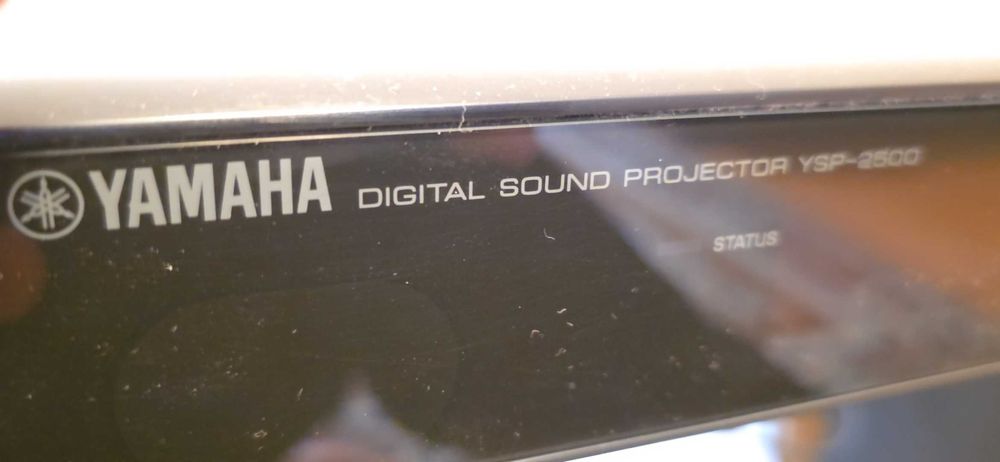 YAMAHA DIGITAL SOUND PROJECTOR YSP-2500
STATUS